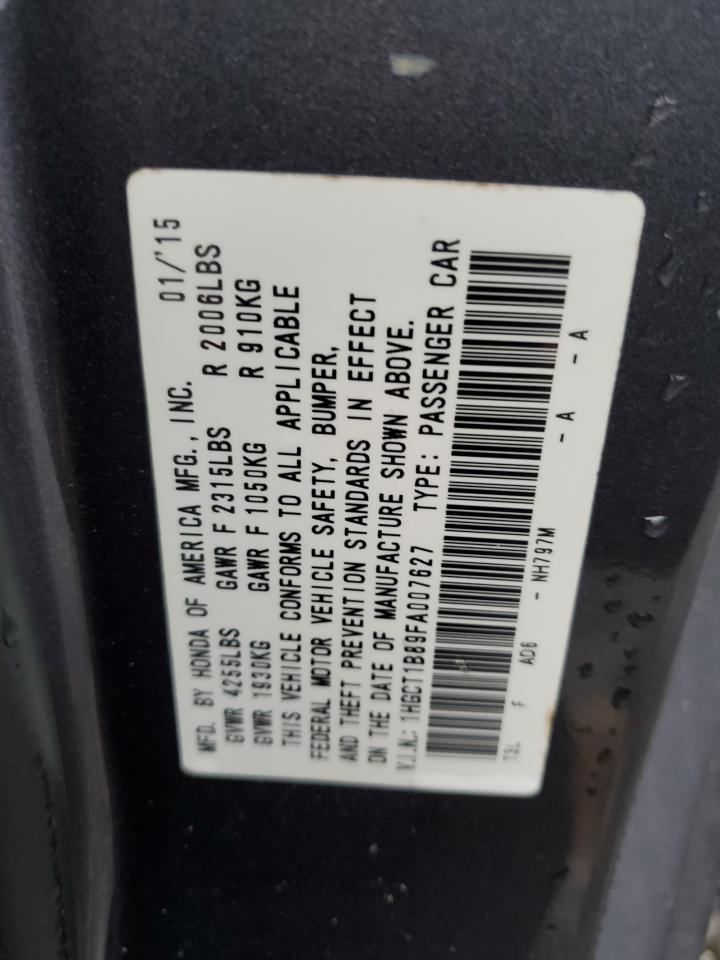 MFD. BY HONDA OF AMERICA MFG., INC. 01/'15
GVWR 4255LBS GAWR F 2315LBS R 2006LBS
GVWR 1930KG GAWR F 1050KG R 910KG
THIS VEHICLE CONFORMS TO ALL APPLICABLE
FEDERAL MOTOR VEHICLE SAFETY, BUMPER,
AND THEFT PREVENTION STANDARDS IN EFFECT
ON THE DATE OF MANUFACTURE SHOWN ABOVE.
V.I.N.: 1HGCT1B89FA007627 TYPE: PASSENGER CAR
T3L F AD6 - NH797M - A - A